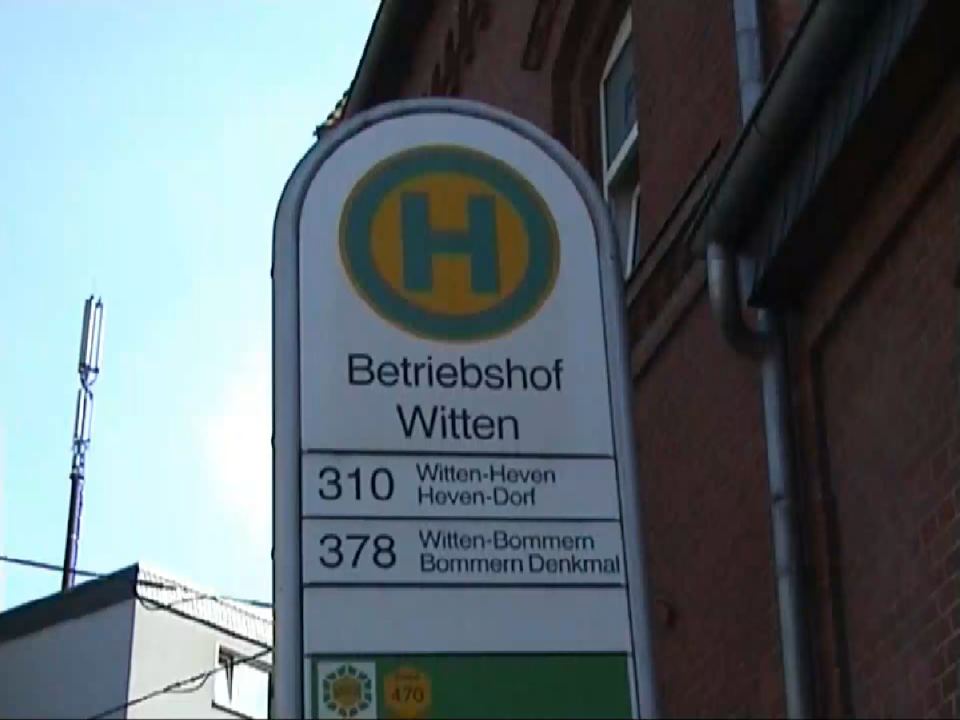 H
Betriebshof
Witten
310 Witten-Heven
Heven-Dorf
378 Witten-Bommern
Bommern Denkmal
470